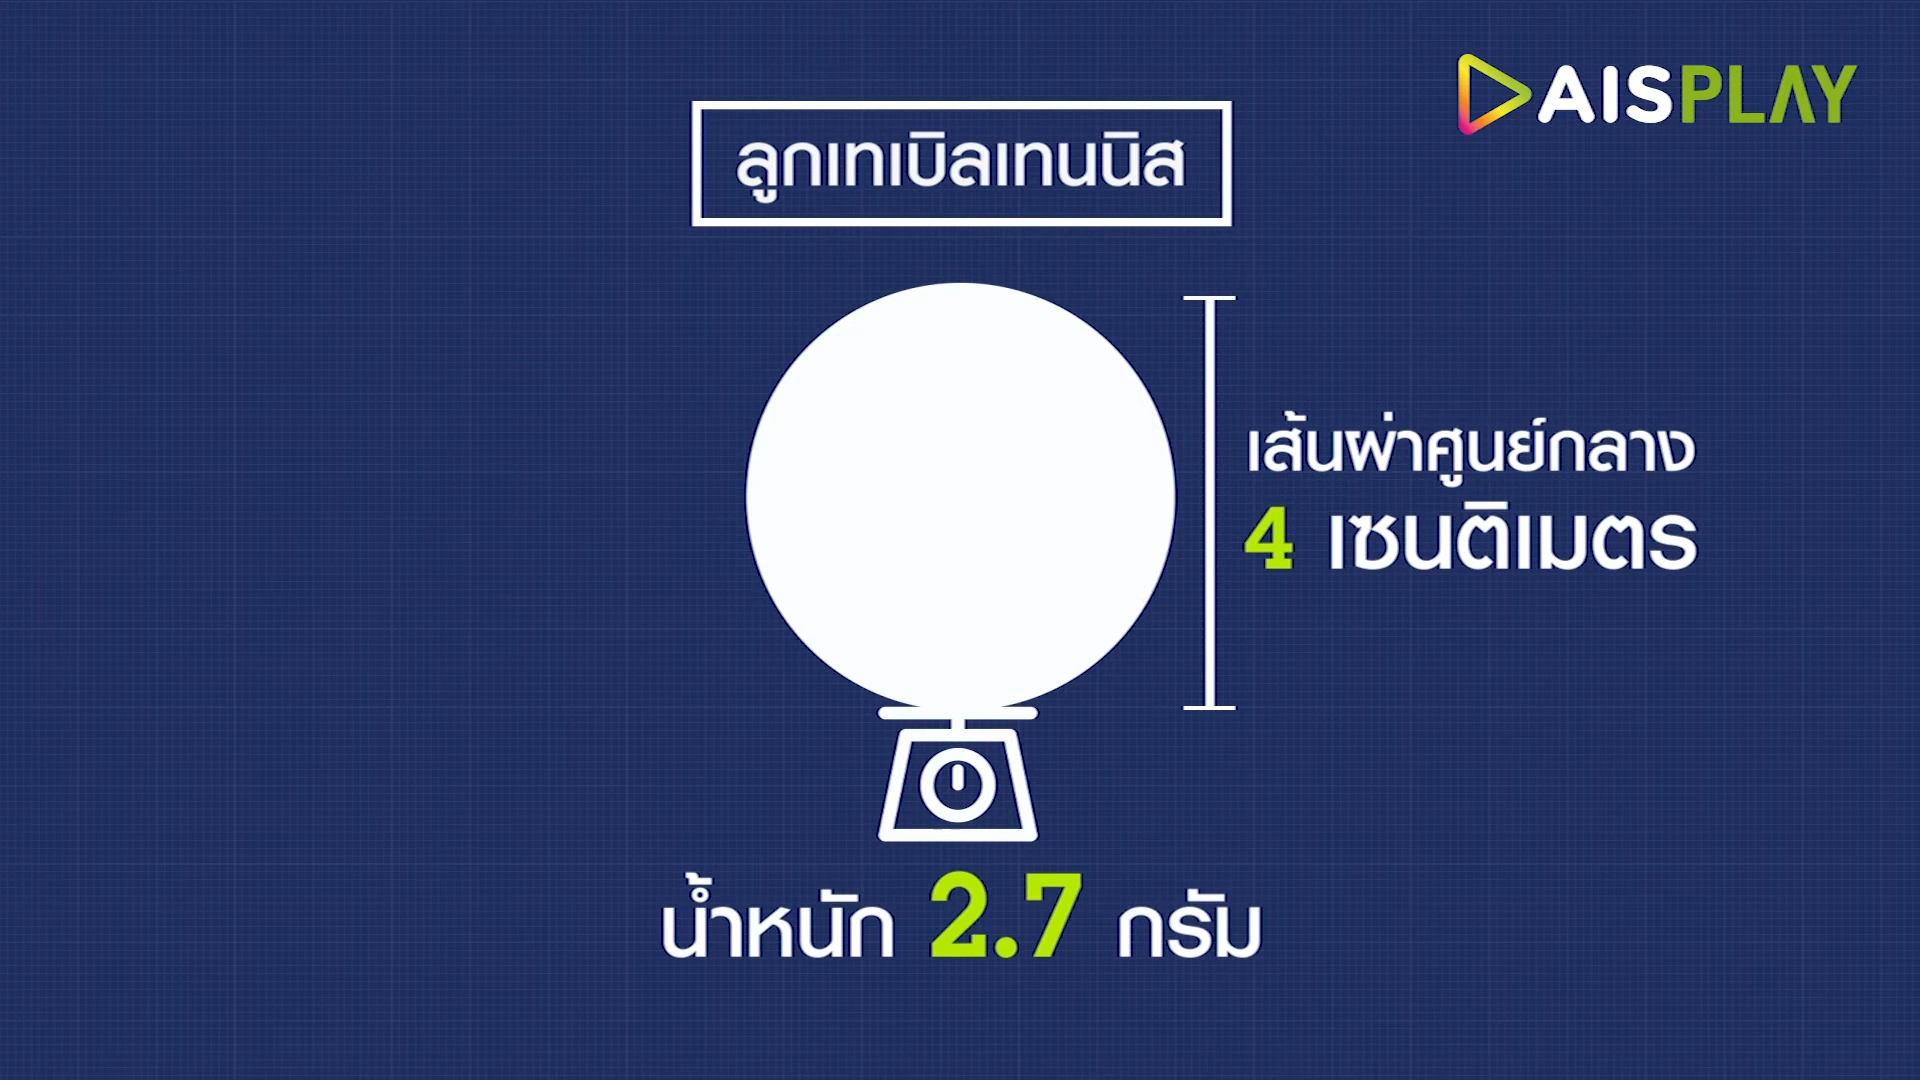 AISPLAY
ลูกเทเบิลเทนนิส
เส้นผ่าศูนย์กลาง
4 เซนติเมตร
น้ำหนัก 2.7 กรัม